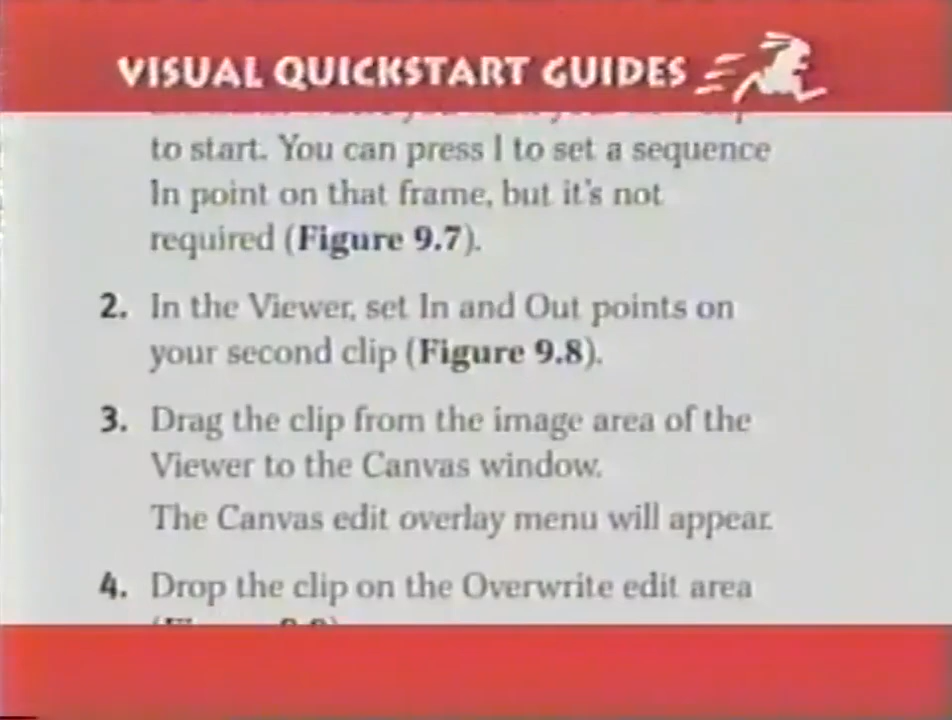 VISUAL QUICKSTART GUIDES
to start. You can press I to set a sequence
In point on that frame, but it's not
required (Figure 9.7).
2. In the Viewer, set In and Out points on
your second clip (Figure 9.8).
3. Drag the clip from the image area of the
Viewer to the Canvas window.
The Canvas edit overlay menu will appear.
4. Drop the clip on the Overwrite edit area